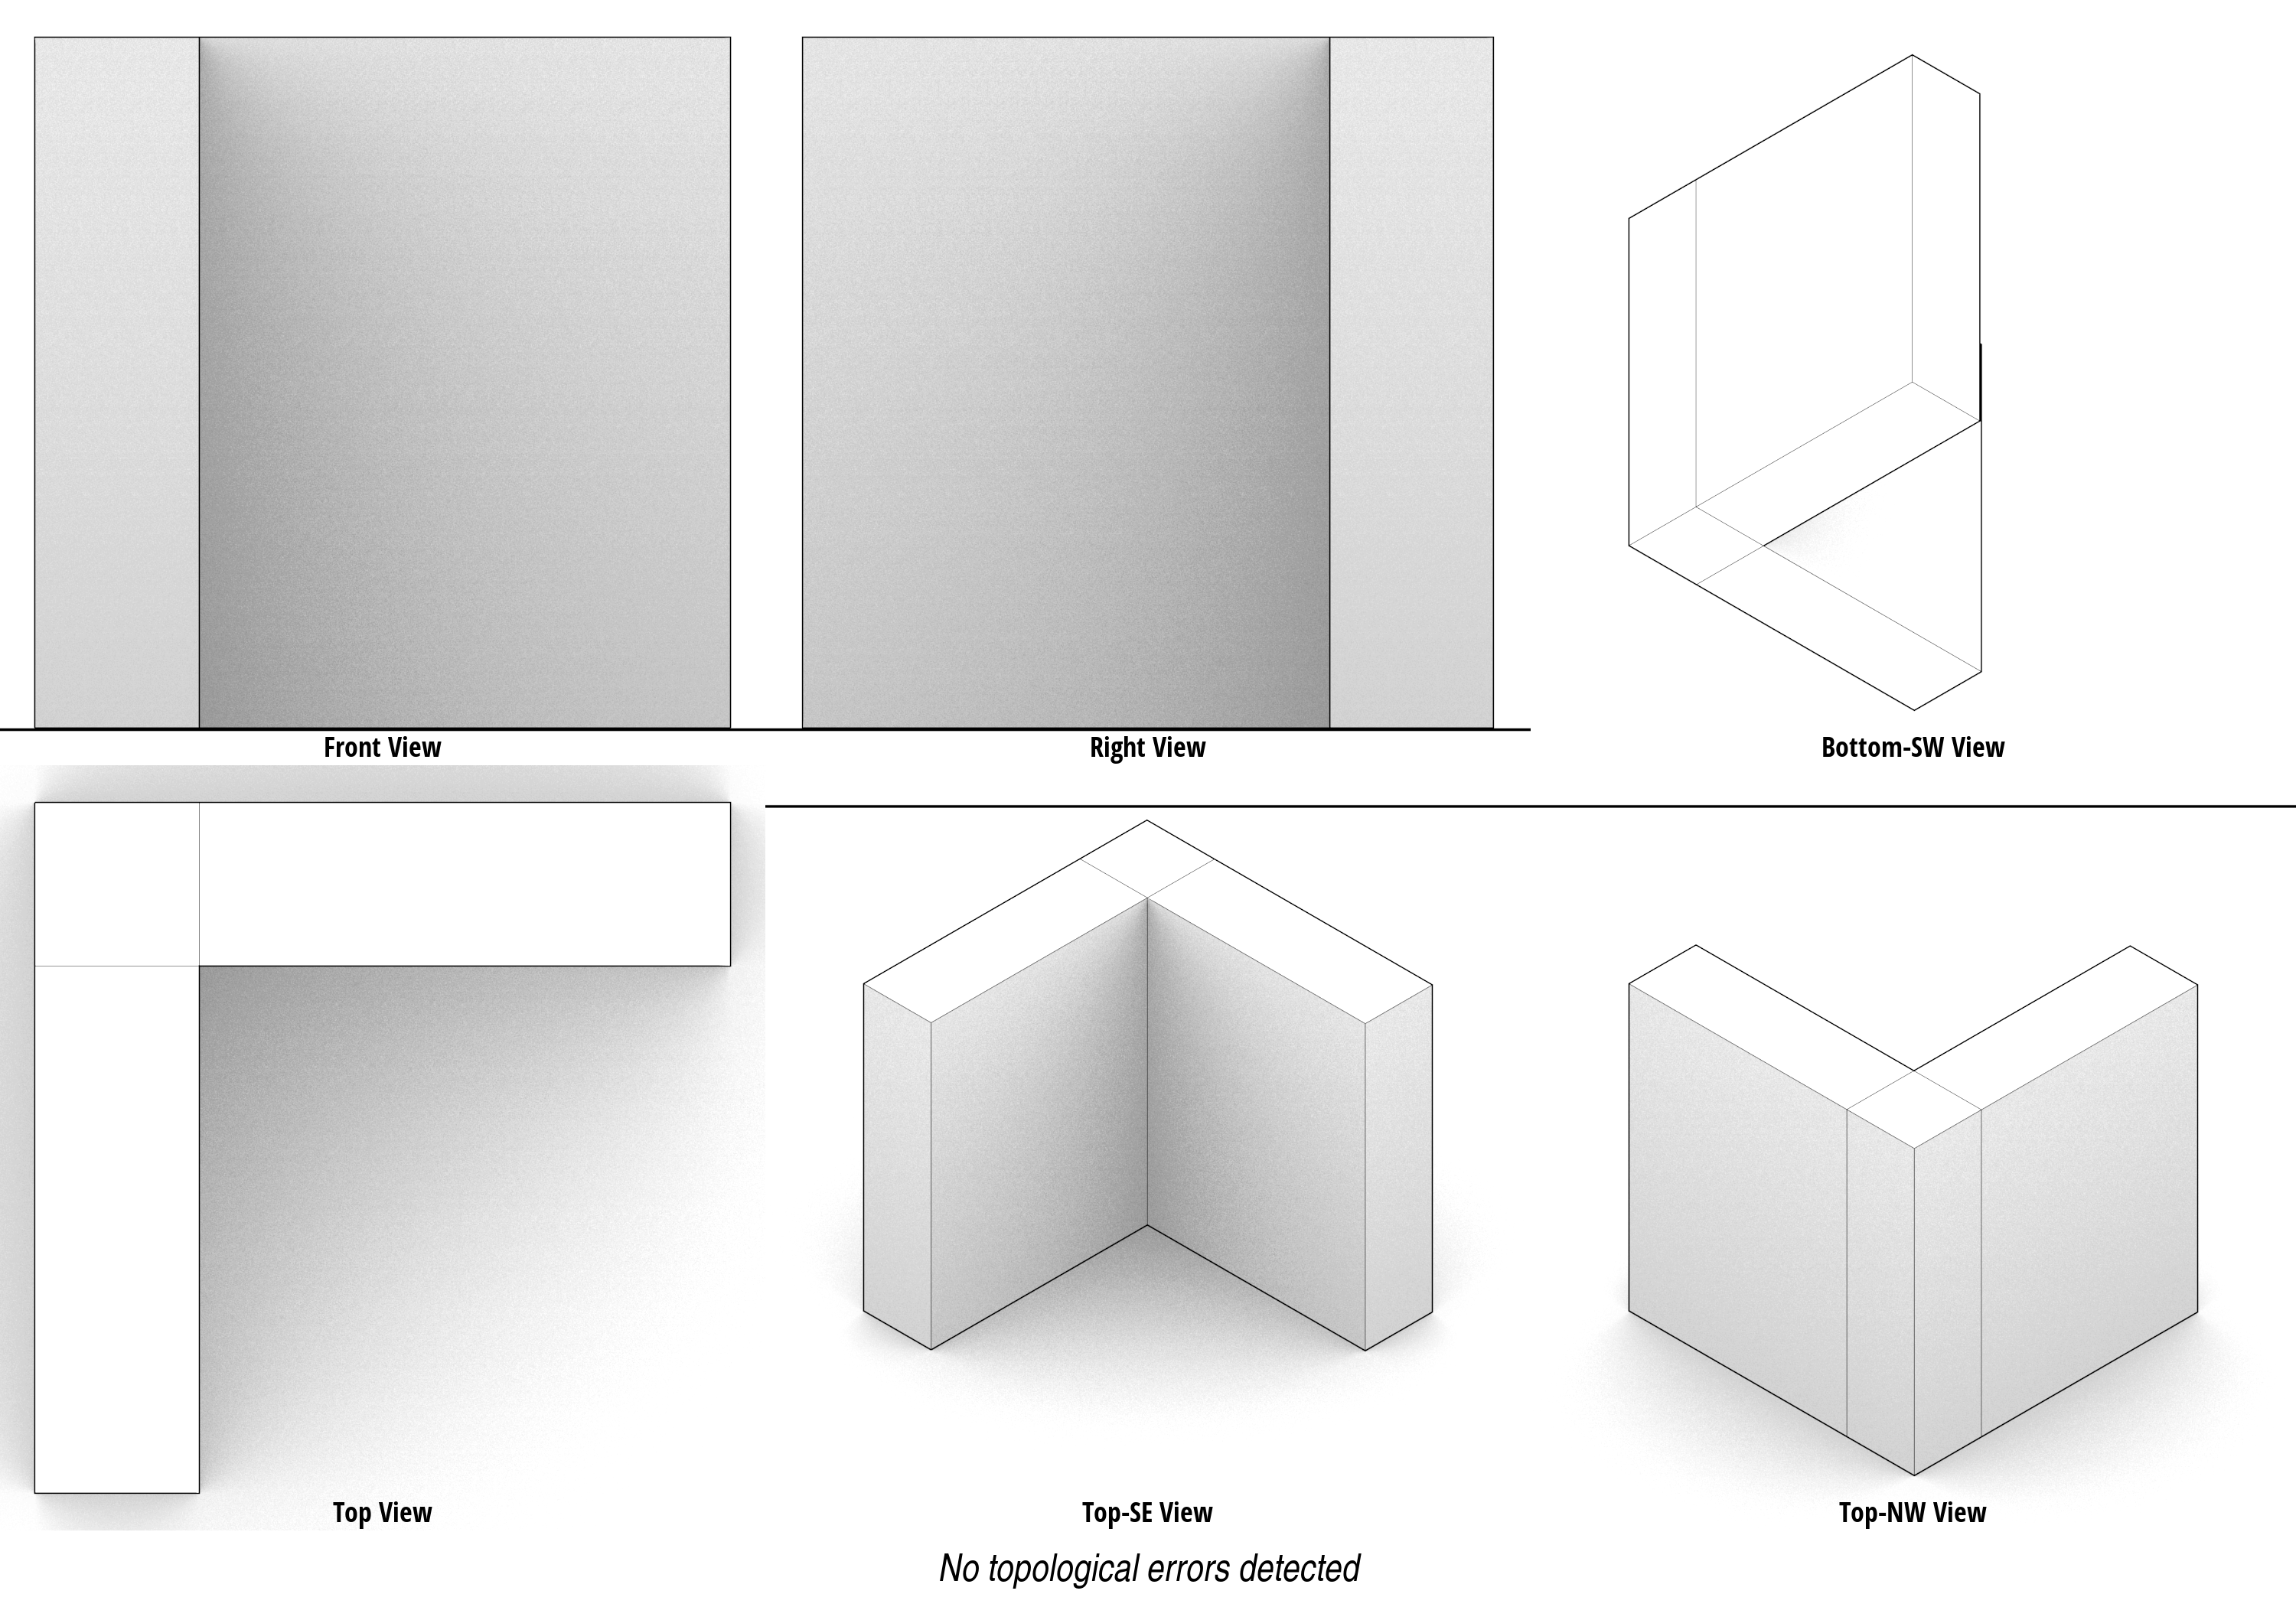 Front View
Right View
Bottom-SW View
Top View
Top-SE View
Top-NW View
No topological errors detected